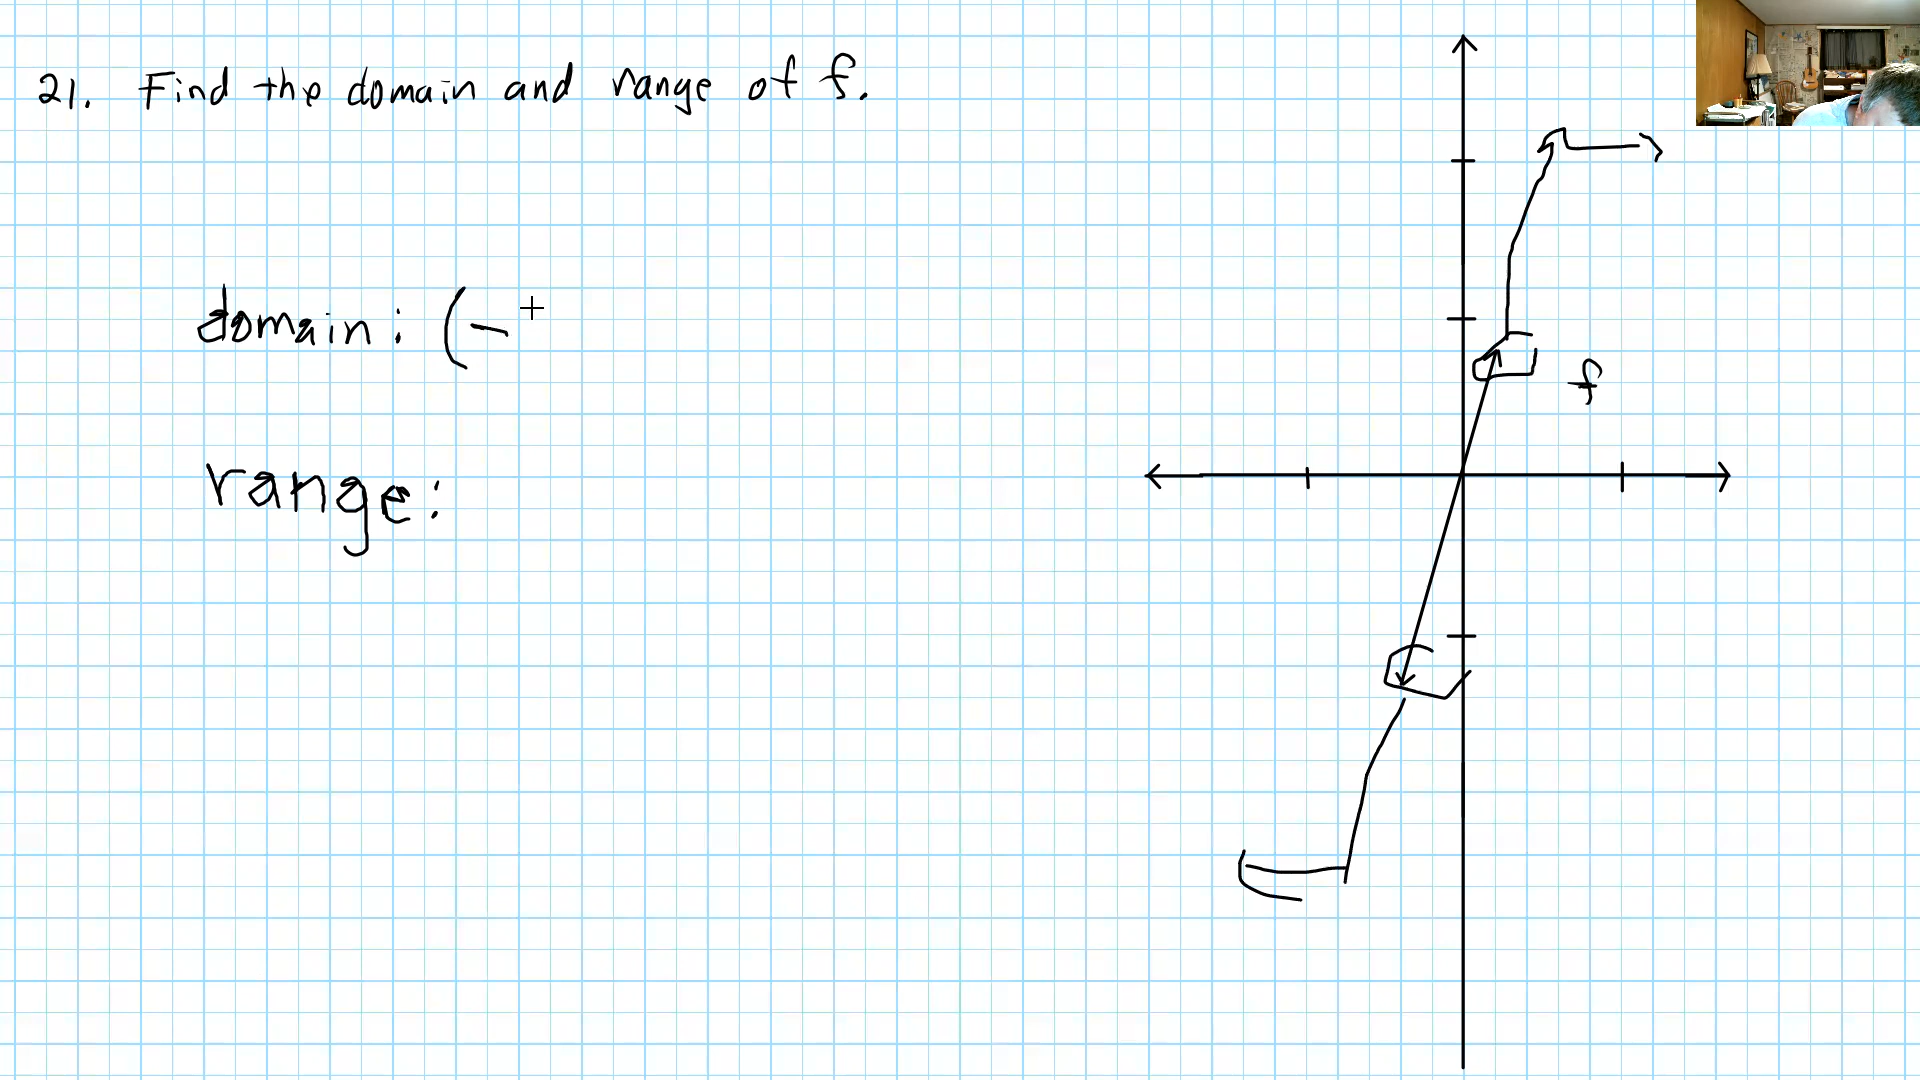 21. Find the domain and range of f.
domain: (-
f
range: